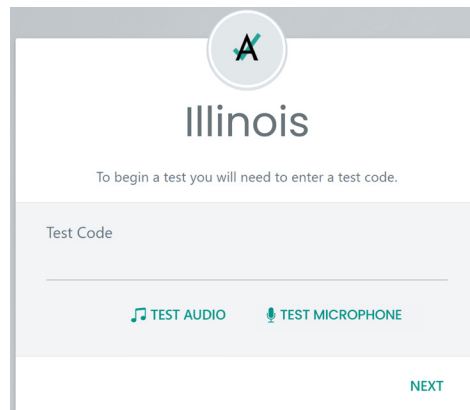 A
Illinois
To begin a test you will need to enter a test code.
Test Code
TEST AUDIO TEST MICROPHONE
NEXT